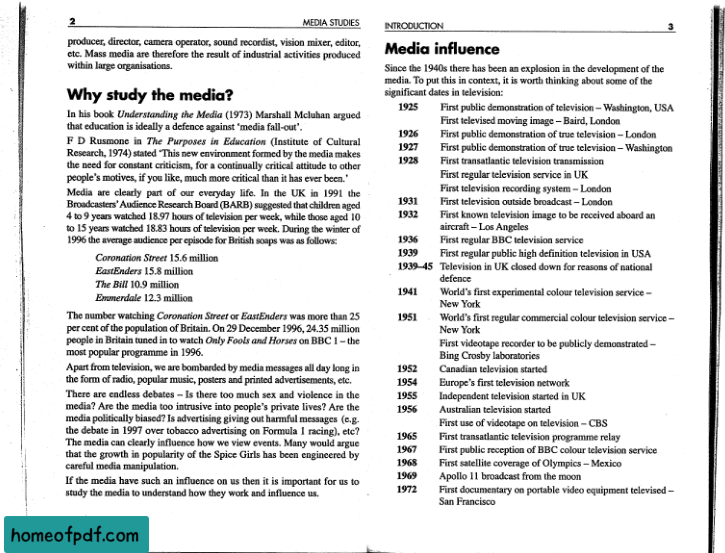 2 MEDIA STUDIES
producer, director, camera operator, sound recordist, vision mixer, editor,
etc. Mass media are therefore the result of industrial activities produced
within large organisations.
Why study the media?
In his book Understanding the Media (1973) Marshall Mcluhan argued
that education is ideally a defence against 'media fall-out'.
F D Rusmone in The Purposes in Education (Institute of Cultural
Research, 1974) stated 'This new environment formed by the media makes
the need for constant criticism, for a continually critical attitude to other
people's motives, if you like, much more critical than it has ever been.'
Media are clearly part of our everyday life. In the UK in 1991 the
Broadcasters' Audience Research Board (BARB) suggested that children aged
4 to 9 years watched 18.97 hours of television per week, while those aged 10
to 15 years watched 18.83 hours of television per week. During the winter of
1996 the average audience per episode for British soaps was as follows:
Coronation Street 15.6 million
EastEnders 15.8 million
The Bill 10.9 million
Emmerdale 12.3 million
The number watching Coronation Street or EastEnders was more than 25
per cent of the population of Britain. On 29 December 1996, 24.35 million
people in Britain tuned in to watch Only Fools and Horses on BBC 1 – the
most popular programme in 1996.
Apart from television, we are bombarded by media messages all day long in
the form of radio, popular music, posters and printed advertisements, etc.
There are endless debates – Is there too much sex and violence in the
media? Are the media too intrusive into people's private lives? Are the
media politically biased? Is advertising giving out harmful messages (e.g.
the debate in 1997 over tobacco advertising on Formula 1 racing), etc?
The media can clearly influence how we view events. Many would argue
that the growth in popularity of the Spice Girls has been engineered by
careful media manipulation.
If the media have such an influence on us then it is important for us to
study the media to understand how they work and influence us.
INTRODUCTION 3
Media influence
Since the 1940s there has been an explosion in the development of the
media. To put this in context, it is worth thinking about some of the
significant dates in television:
1925 First public demonstration of television – Washington, USA
First televised moving image – Baird, London
1926 First public demonstration of true television – London
1927 First public demonstration of true television – Washington
1928 First transatlantic television transmission
First regular television service in UK
First television recording system – London
1931 First television outside broadcast – London
1932 First known television image to be received aboard an
aircraft – Los Angeles
1936 First regular BBC television service
1939 First regular public high definition television in USA
1939–45 Television in UK closed down for reasons of national
defence
1941 World's first experimental colour television service –
New York
1951 World's first regular commercial colour television service –
New York
First videotape recorder to be publicly demonstrated –
Bing Crosby laboratories
1952 Canadian television started
1954 Europe's first television network
1955 Independent television started in UK
1956 Australian television started
First use of videotape on television – CBS
1965 First transatlantic television programme relay
1967 First public reception of BBC colour television service
1968 First satellite coverage of Olympics – Mexico
1969 Apollo 11 broadcast from the moon
1972 First documentary on portable video equipment televised –
San Francisco
homeofpdf.com